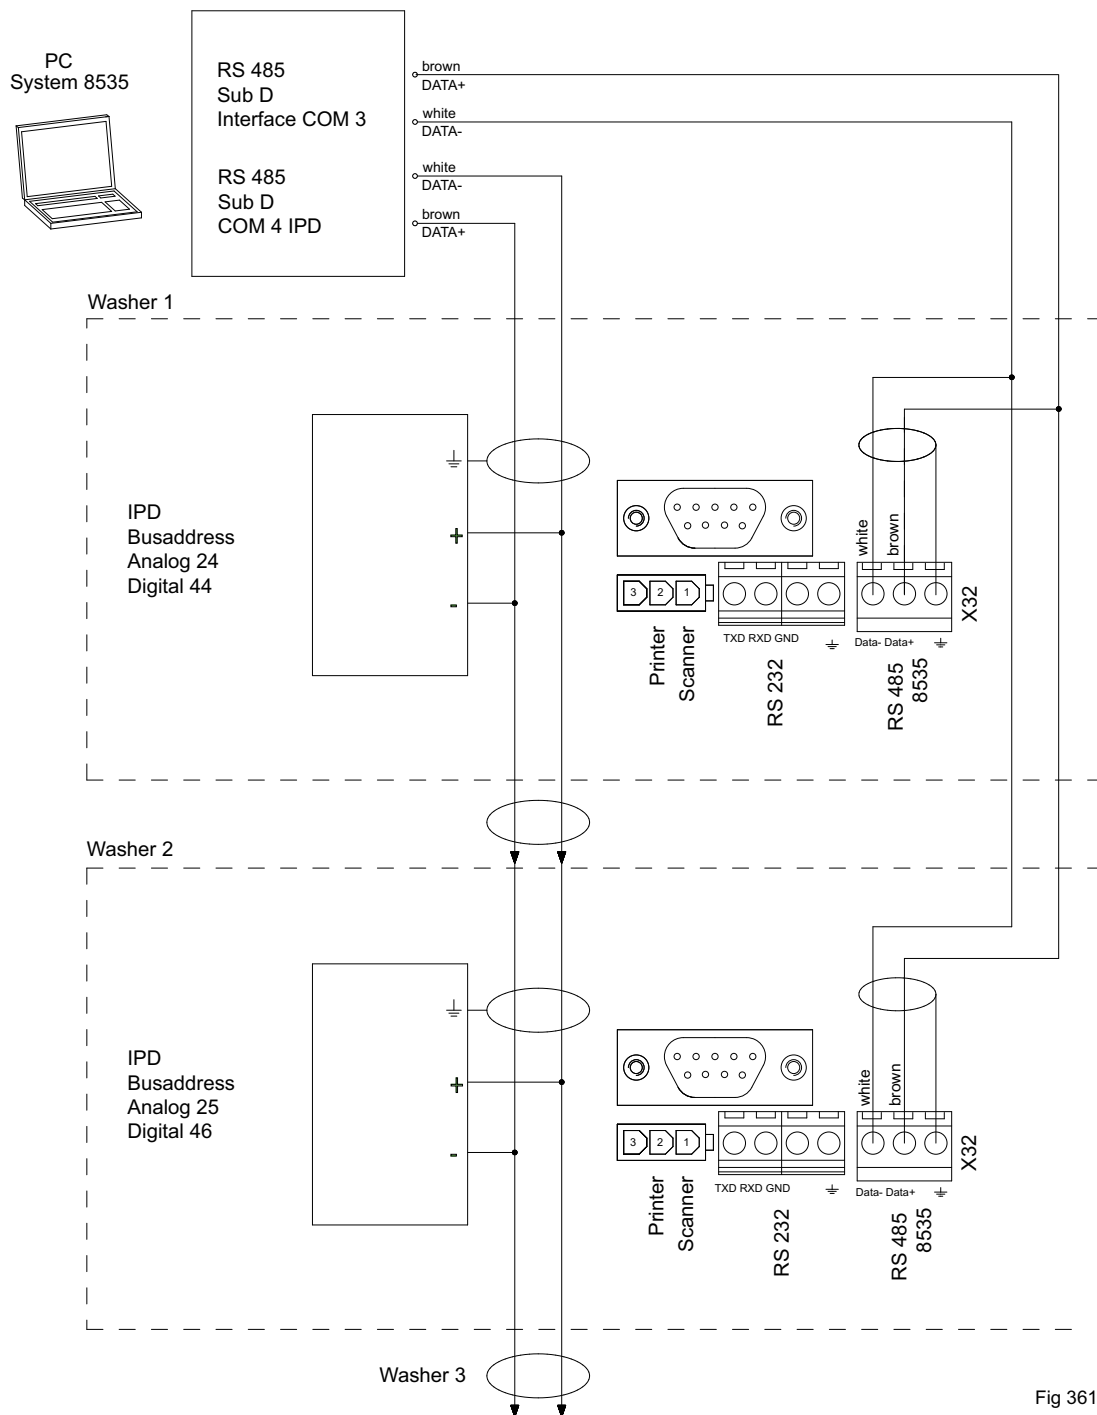 PC
System 8535
RS 485
Sub D
Interface COM 3
RS 485
Sub D
COM 4 IPD
brown
DATA+
white
DATA-
white
DATA-
brown
DATA+
Washer 1
IPD
Busaddress
Analog 24
Digital 44
+
-
3 2 1
Printer
Scanner
TXD RXD GND
RS 232
white
brown
Data- Data+
RS 485
8535
X32
Washer 2
IPD
Busaddress
Analog 25
Digital 46
+
-
3 2 1
Printer
Scanner
TXD RXD GND
RS 232
white
brown
Data- Data+
RS 485
8535
X32
Washer 3
Fig 361